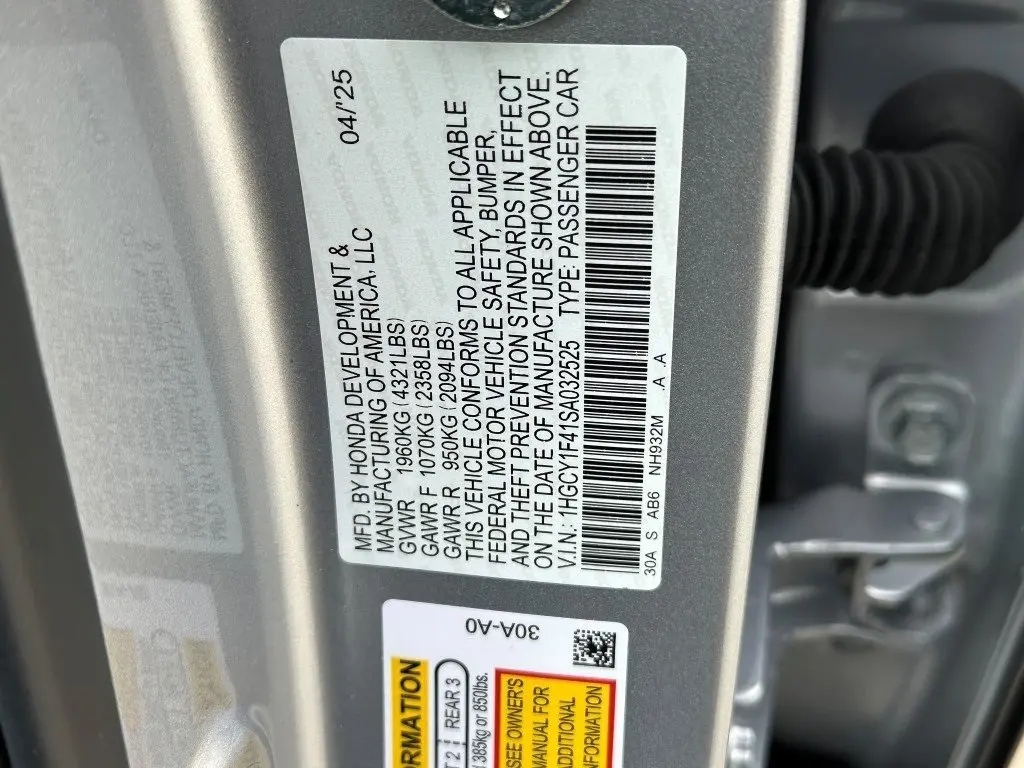 MFD. BY HONDA DEVELOPMENT & 04/'25
MANUFACTURING OF AMERICA, LLC
GVWR 1960KG ( 4321LBS)
GAWR F 1070KG ( 2358LBS)
GAWR R 950KG ( 2094LBS)
THIS VEHICLE CONFORMS TO ALL APPLICABLE
FEDERAL MOTOR VEHICLE SAFETY, BUMPER,
AND THEFT PREVENTION STANDARDS IN EFFECT
ON THE DATE OF MANUFACTURE SHOWN ABOVE.
V.I.N.: 1HGCY1F41SA032525 TYPE: PASSENGER CAR
30A S AB6 NH932M .A .A
30A-A0
ORMATION
T 2 REAR 3
385kg or 850lbs.
SEE OWNER'S
MANUAL FOR
ADDITIONAL
INFORMATION